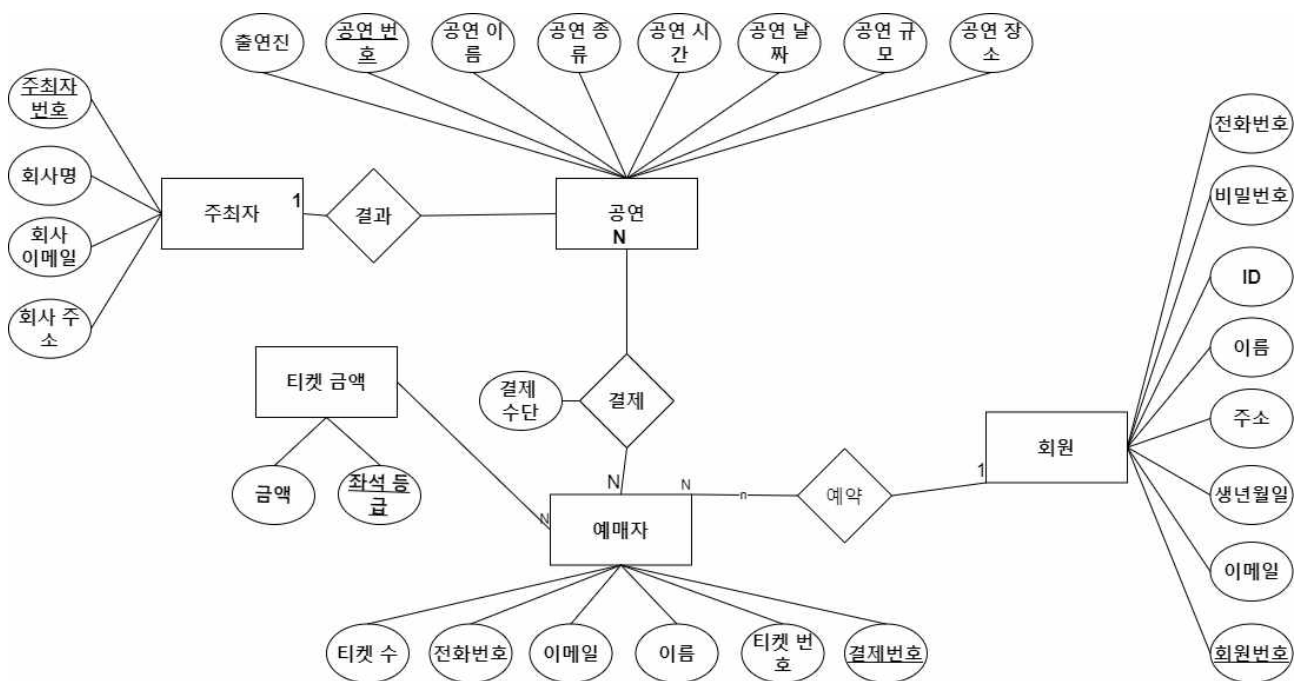 출연진
공연 번
호
공연 이
름
공연 종
류
공연 시
간
공연 날
짜
공연 규
모
공연 장
소
주최자
번호
회사명
회사
이메일
회사 주
소
주최자
1
결과
공연
N
전화번호
비밀번호
ID
이름
주소
생년월일
이메일
회원번호
회원
1
티켓 금액
금액
좌석 등
급
결제
수단
결제
N
N
n
예약
N
예매자
티켓 수
전화번호
이메일
이름
티켓 번
호
결제번호